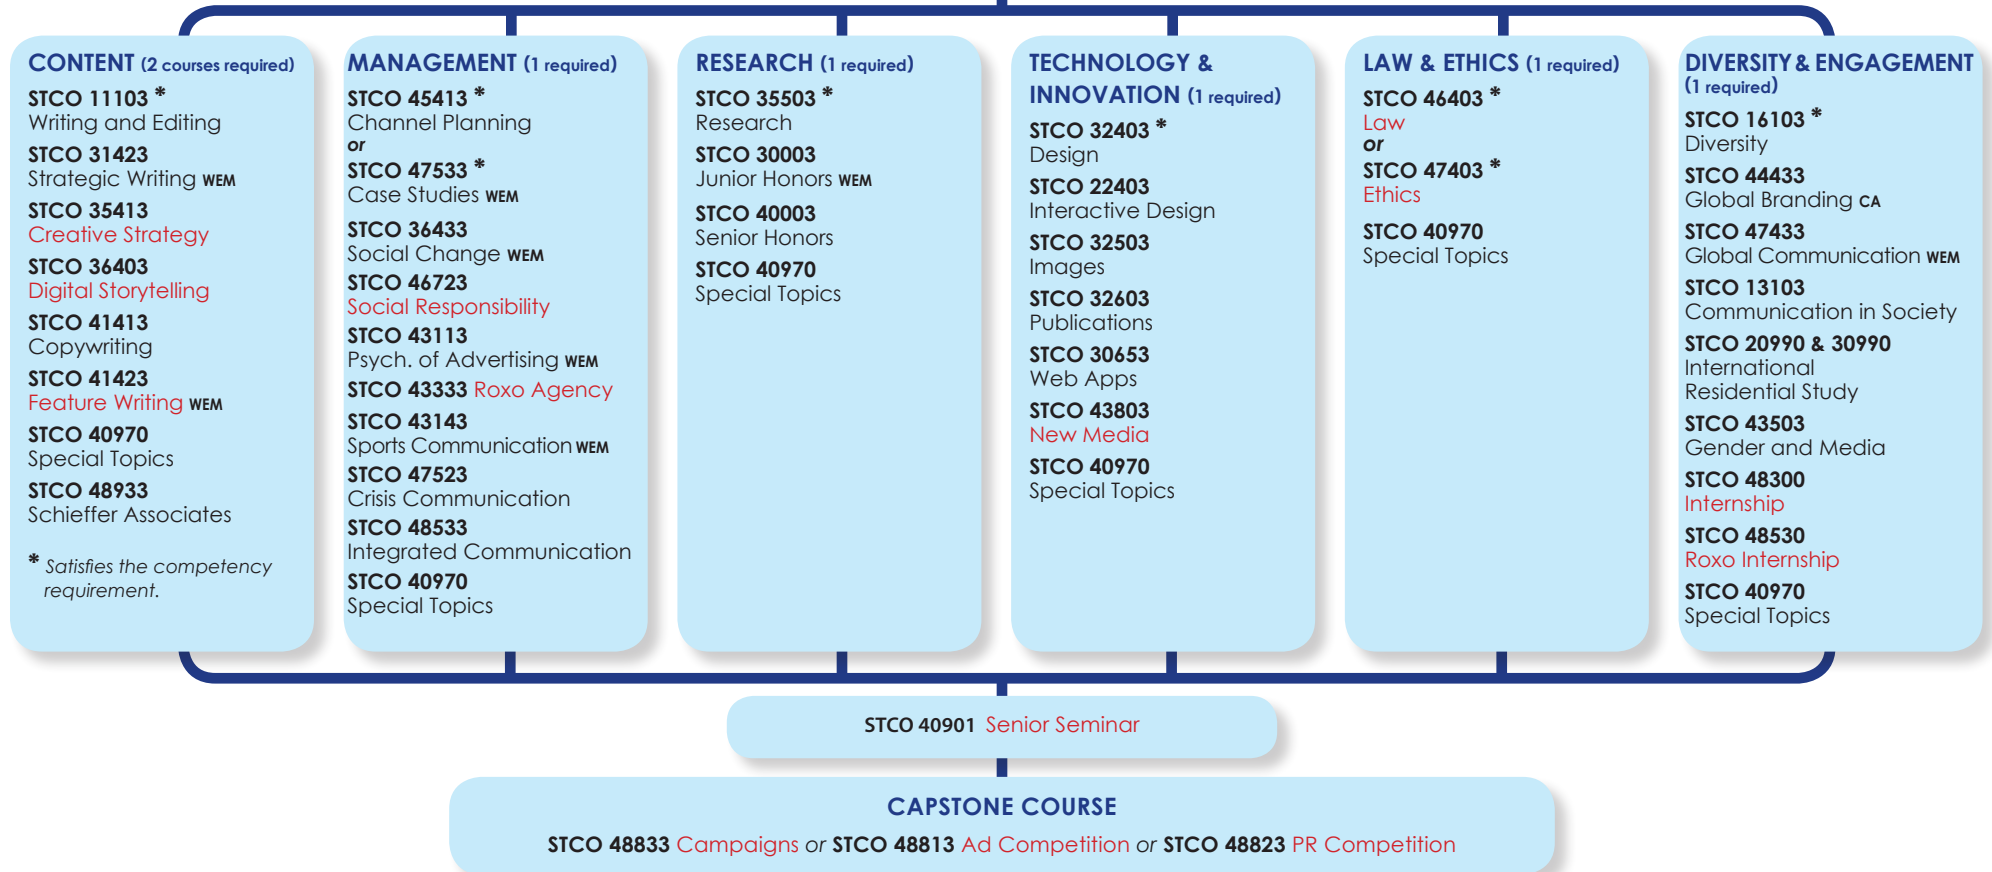 CONTENT (2 courses required)
STCO 11103 *
Writing and Editing
STCO 31423
Strategic Writing WEM
STCO 35413
Creative Strategy
STCO 36403
Digital Storytelling
STCO 41413
Copywriting
STCO 41423
Feature Writing WEM
STCO 40970
Special Topics
STCO 48933
Schieffer Associates
* Satisfies the competency
requirement.
MANAGEMENT (1 required)
STCO 45413 *
Channel Planning
or
STCO 47533 *
Case Studies WEM
STCO 36433
Social Change WEM
STCO 46723
Social Responsibility
STCO 43113
Psych. of Advertising WEM
STCO 43333 Roxo Agency
STCO 43143
Sports Communication WEM
STCO 47523
Crisis Communication
STCO 48533
Integrated Communication
STCO 40970
Special Topics
RESEARCH (1 required)
STCO 35503 *
Research
STCO 30003
Junior Honors WEM
STCO 40003
Senior Honors
STCO 40970
Special Topics
TECHNOLOGY &
INNOVATION (1 required)
STCO 32403 *
Design
STCO 22403
Interactive Design
STCO 32503
Images
STCO 32603
Publications
STCO 30653
Web Apps
STCO 43803
New Media
STCO 40970
Special Topics
LAW & ETHICS (1 required)
STCO 46403 *
Law
or
STCO 47403 *
Ethics
STCO 40970
Special Topics
DIVERSITY & ENGAGEMENT
(1 required)
STCO 16103 *
Diversity
STCO 44433
Global Branding CA
STCO 47433
Global Communication WEM
STCO 13103
Communication in Society
STCO 20990 & 30990
International
Residential Study
STCO 43503
Gender and Media
STCO 48300
Internship
STCO 48530
Roxo Internship
STCO 40970
Special Topics
STCO 40901 Senior Seminar
CAPSTONE COURSE
STCO 48833 Campaigns or STCO 48813 Ad Competition or STCO 48823 PR Competition